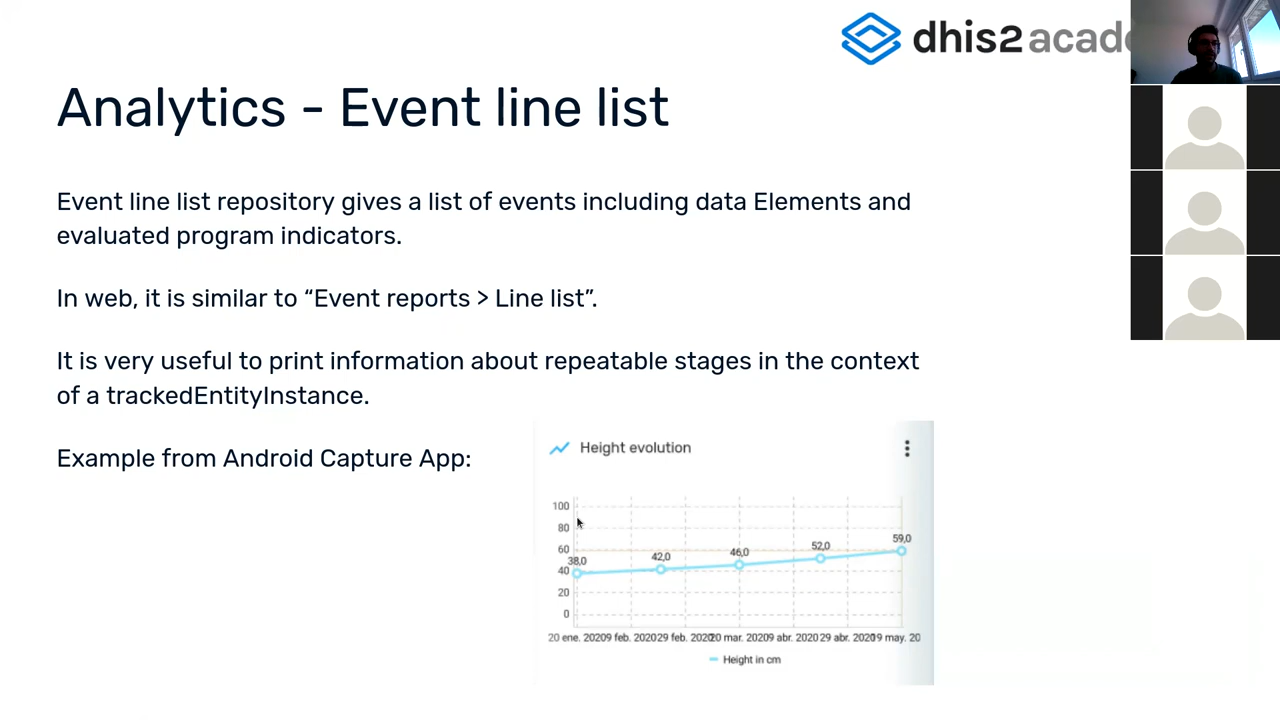 dhis2 acade
Analytics - Event line list
Event line list repository gives a list of events including data Elements and
evaluated program indicators.
In web, it is similar to “Event reports > Line list”.
It is very useful to print information about repeatable stages in the context
of a trackedEntityInstance.
Example from Android Capture App:
Height evolution
100
80
60
40
20
0
38,0
42,0
46,0
52,0
59,0
20 ene. 2020 9 feb. 2020 29 feb. 2020 20 mar. 2020 9 abr. 2020 29 abr. 2020 19 may. 20
Height in cm